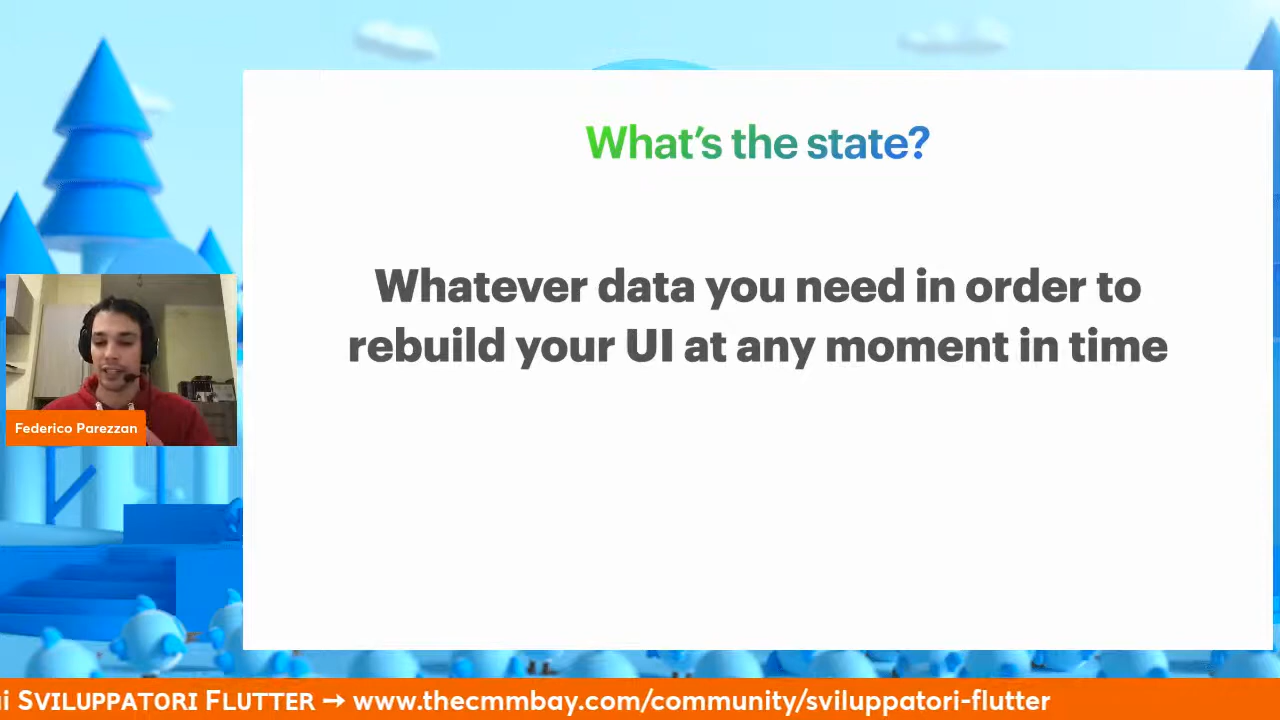 What's the state?
Whatever data you need in order to
rebuild your UI at any moment in time
Federico Parezzan
SVILUPPATORI FLUTTER → www.thecmmbay.com/community/sviluppatori-flutter